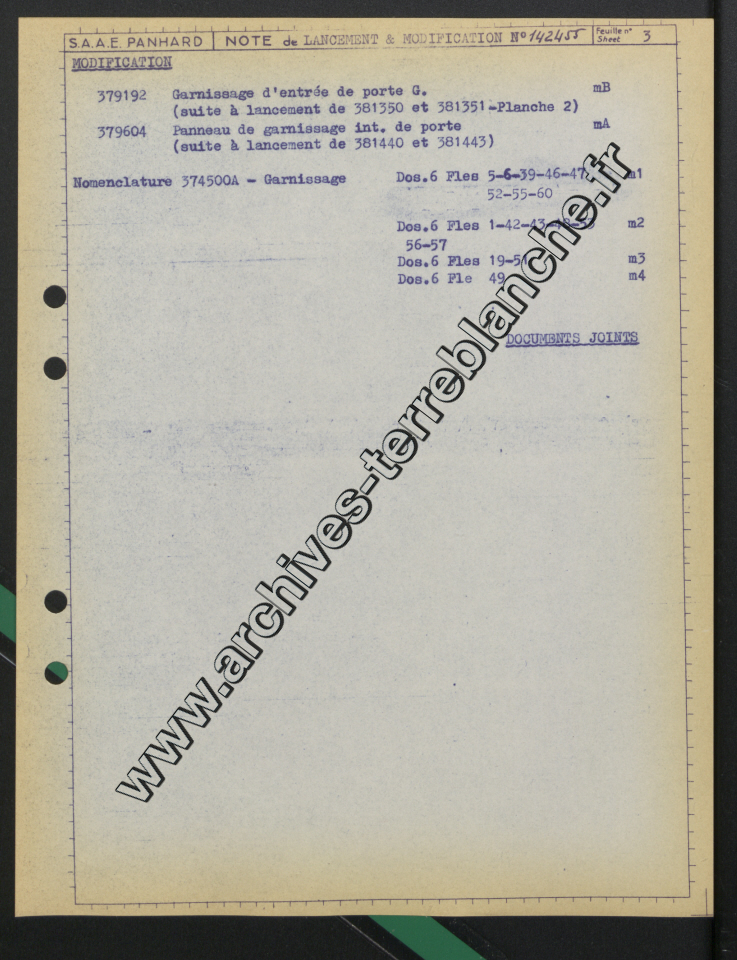 S.A.A.E. PANHARD NOTE de LANCEMENT & MODIFICATION N° 142455 Feuille n° Sheet 3
MODIFICATION
379192 Garnissage d'entrée de porte G. mB
(suite à lancement de 381350 et 381351-Planche 2)
379604 Panneau de garnissage int. de porte mA
(suite à lancement de 381440 et 381443)
Nomenclature 374500A - Garnissage Dos.6 Fles 5-6-39-46-47 m1
52-55-60
Dos.6 Fles 1-42-43-48-53 m2
56-57
Dos.6 Fles 19-51 m3
Dos.6 Fle 49 m4
DOCUMENTS JOINTS
www.archives-terreblanche.fr